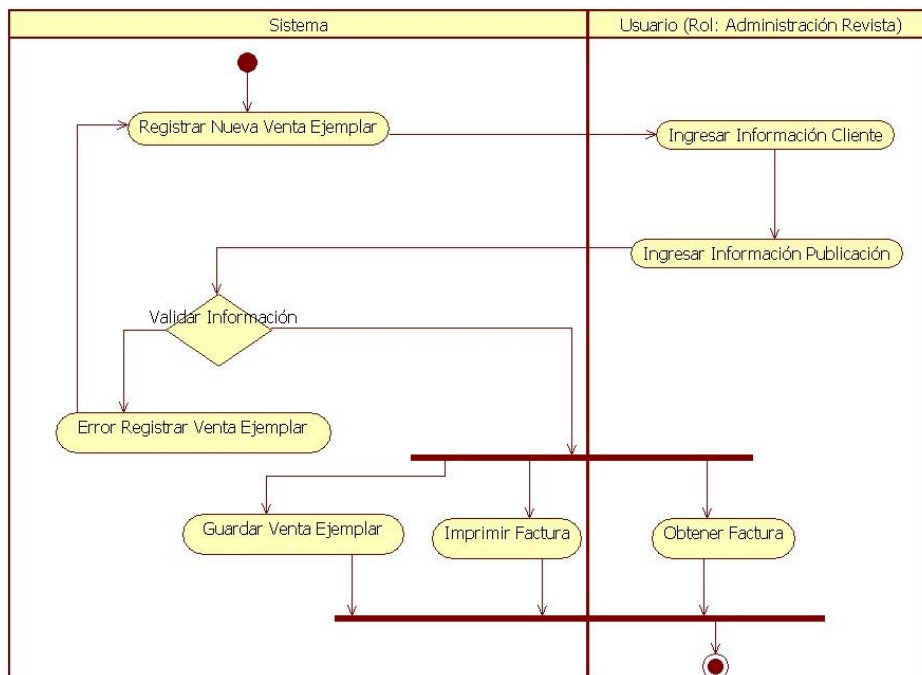 Sistema
Usuario (Rol: Administración Revista)
Registrar Nueva Venta Ejemplar
Ingresar Información Cliente
Ingresar Información Publicación
Validar Información
Error Registrar Venta Ejemplar
Guardar Venta Ejemplar
Imprimir Factura
Obtener Factura